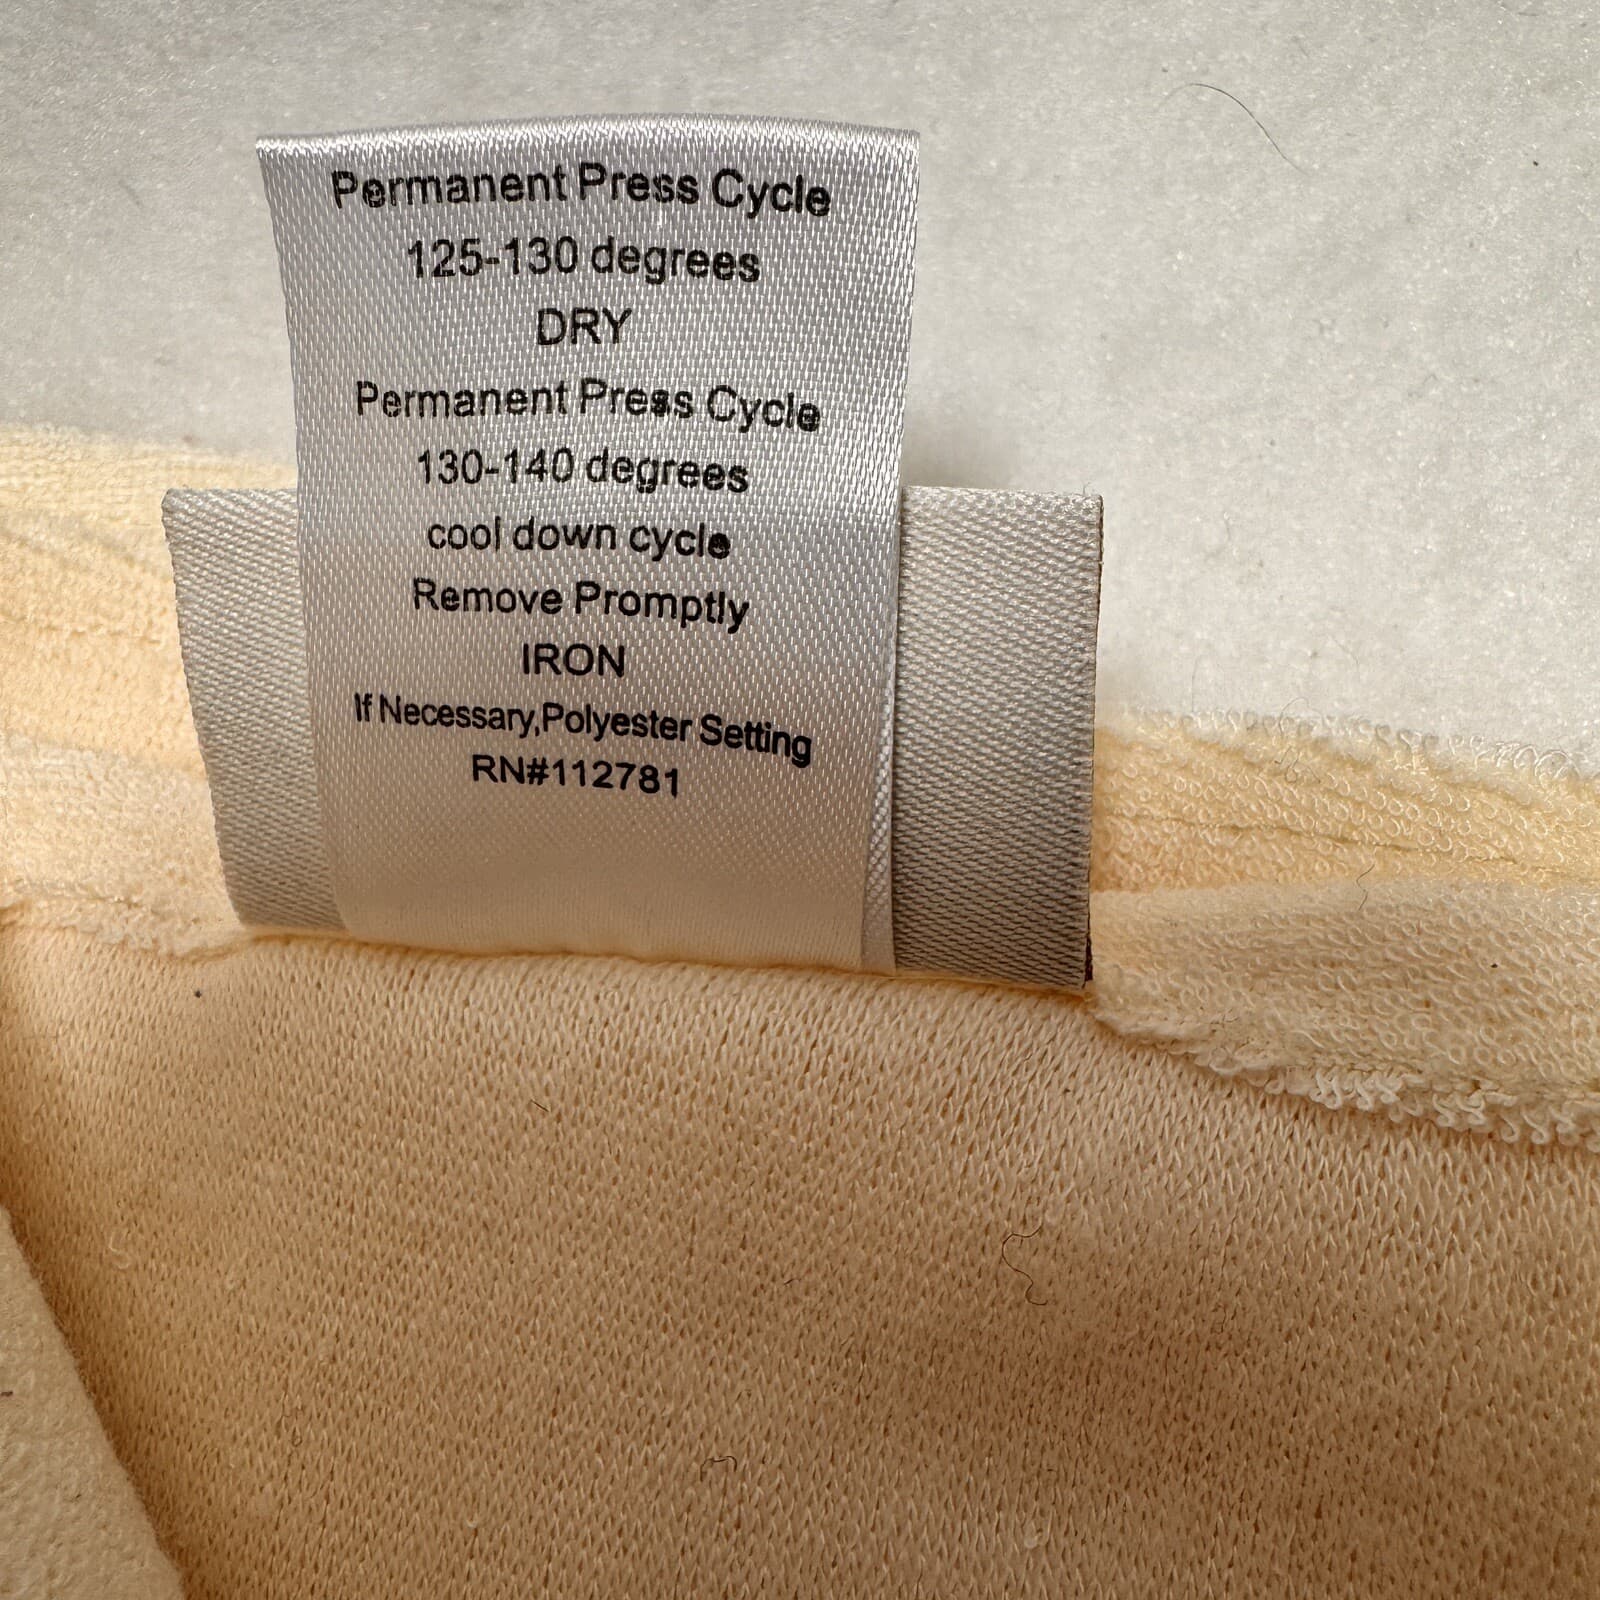 Permanent Press Cycle
125-130 degrees
DRY
Permanent Press Cycle
130-140 degrees
cool down cycle
Remove Promptly
IRON
If Necessary,Polyester Setting
RN#112781